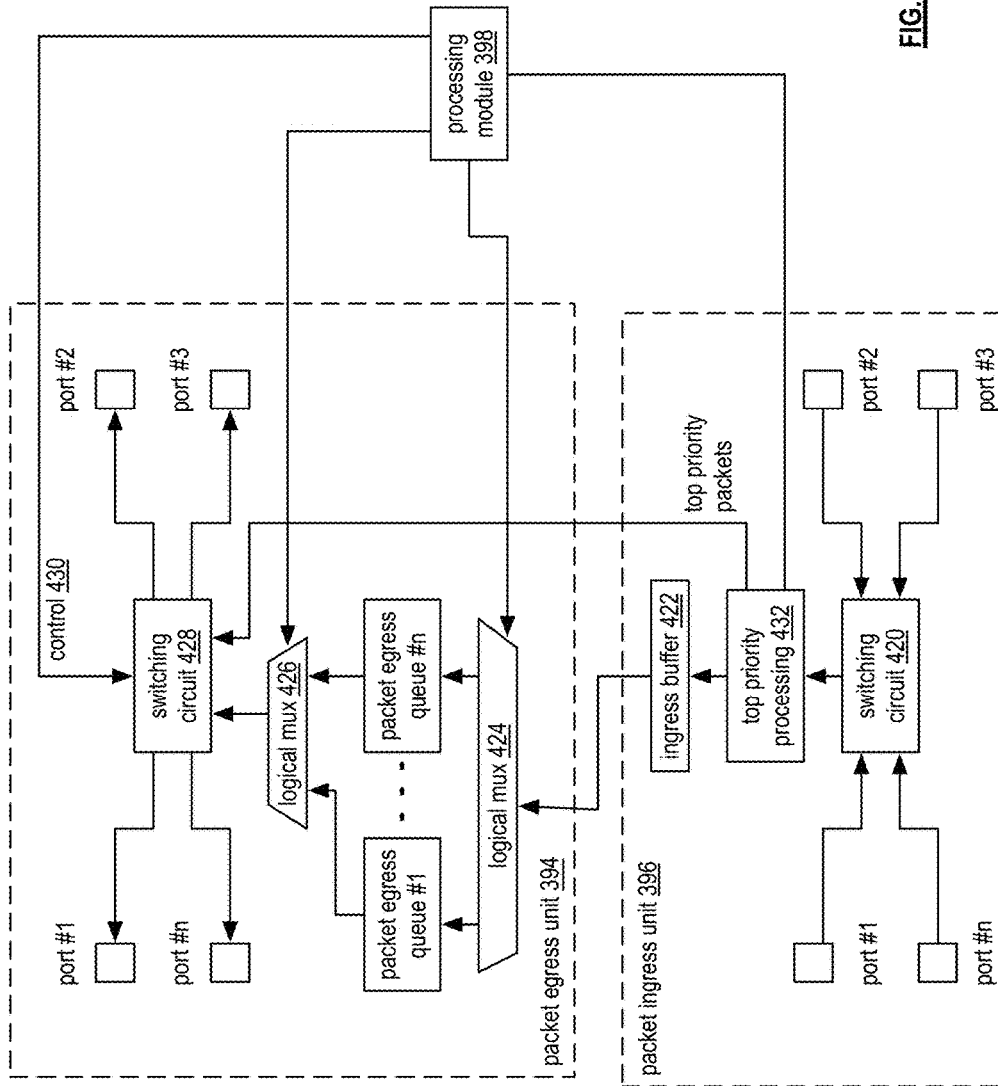 control 430
port #1
port #2
switching
circuit 428
port #n
port #3
logical mux 426
packet egress
queue #1
packet egress
queue #n
processing
module 398
logical mux 424
packet egress unit 394
packet ingress unit 396
ingress buffer 422
top priority
packets
top priority
processing 432
port #1
switching
circuit 420
port #2
port #n
port #3
FIG.